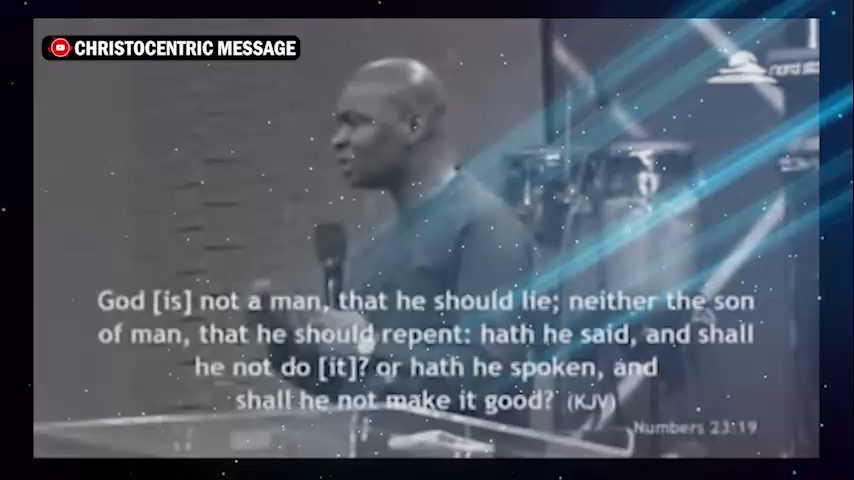 CHRISTOCENTRIC MESSAGE
God [is] not a man, that he should lie; neither the son
of man, that he should repent: hath he said, and shall
he not do [it]? or hath he spoken, and
shall he not make it good? (KJV)
Numbers 23:19